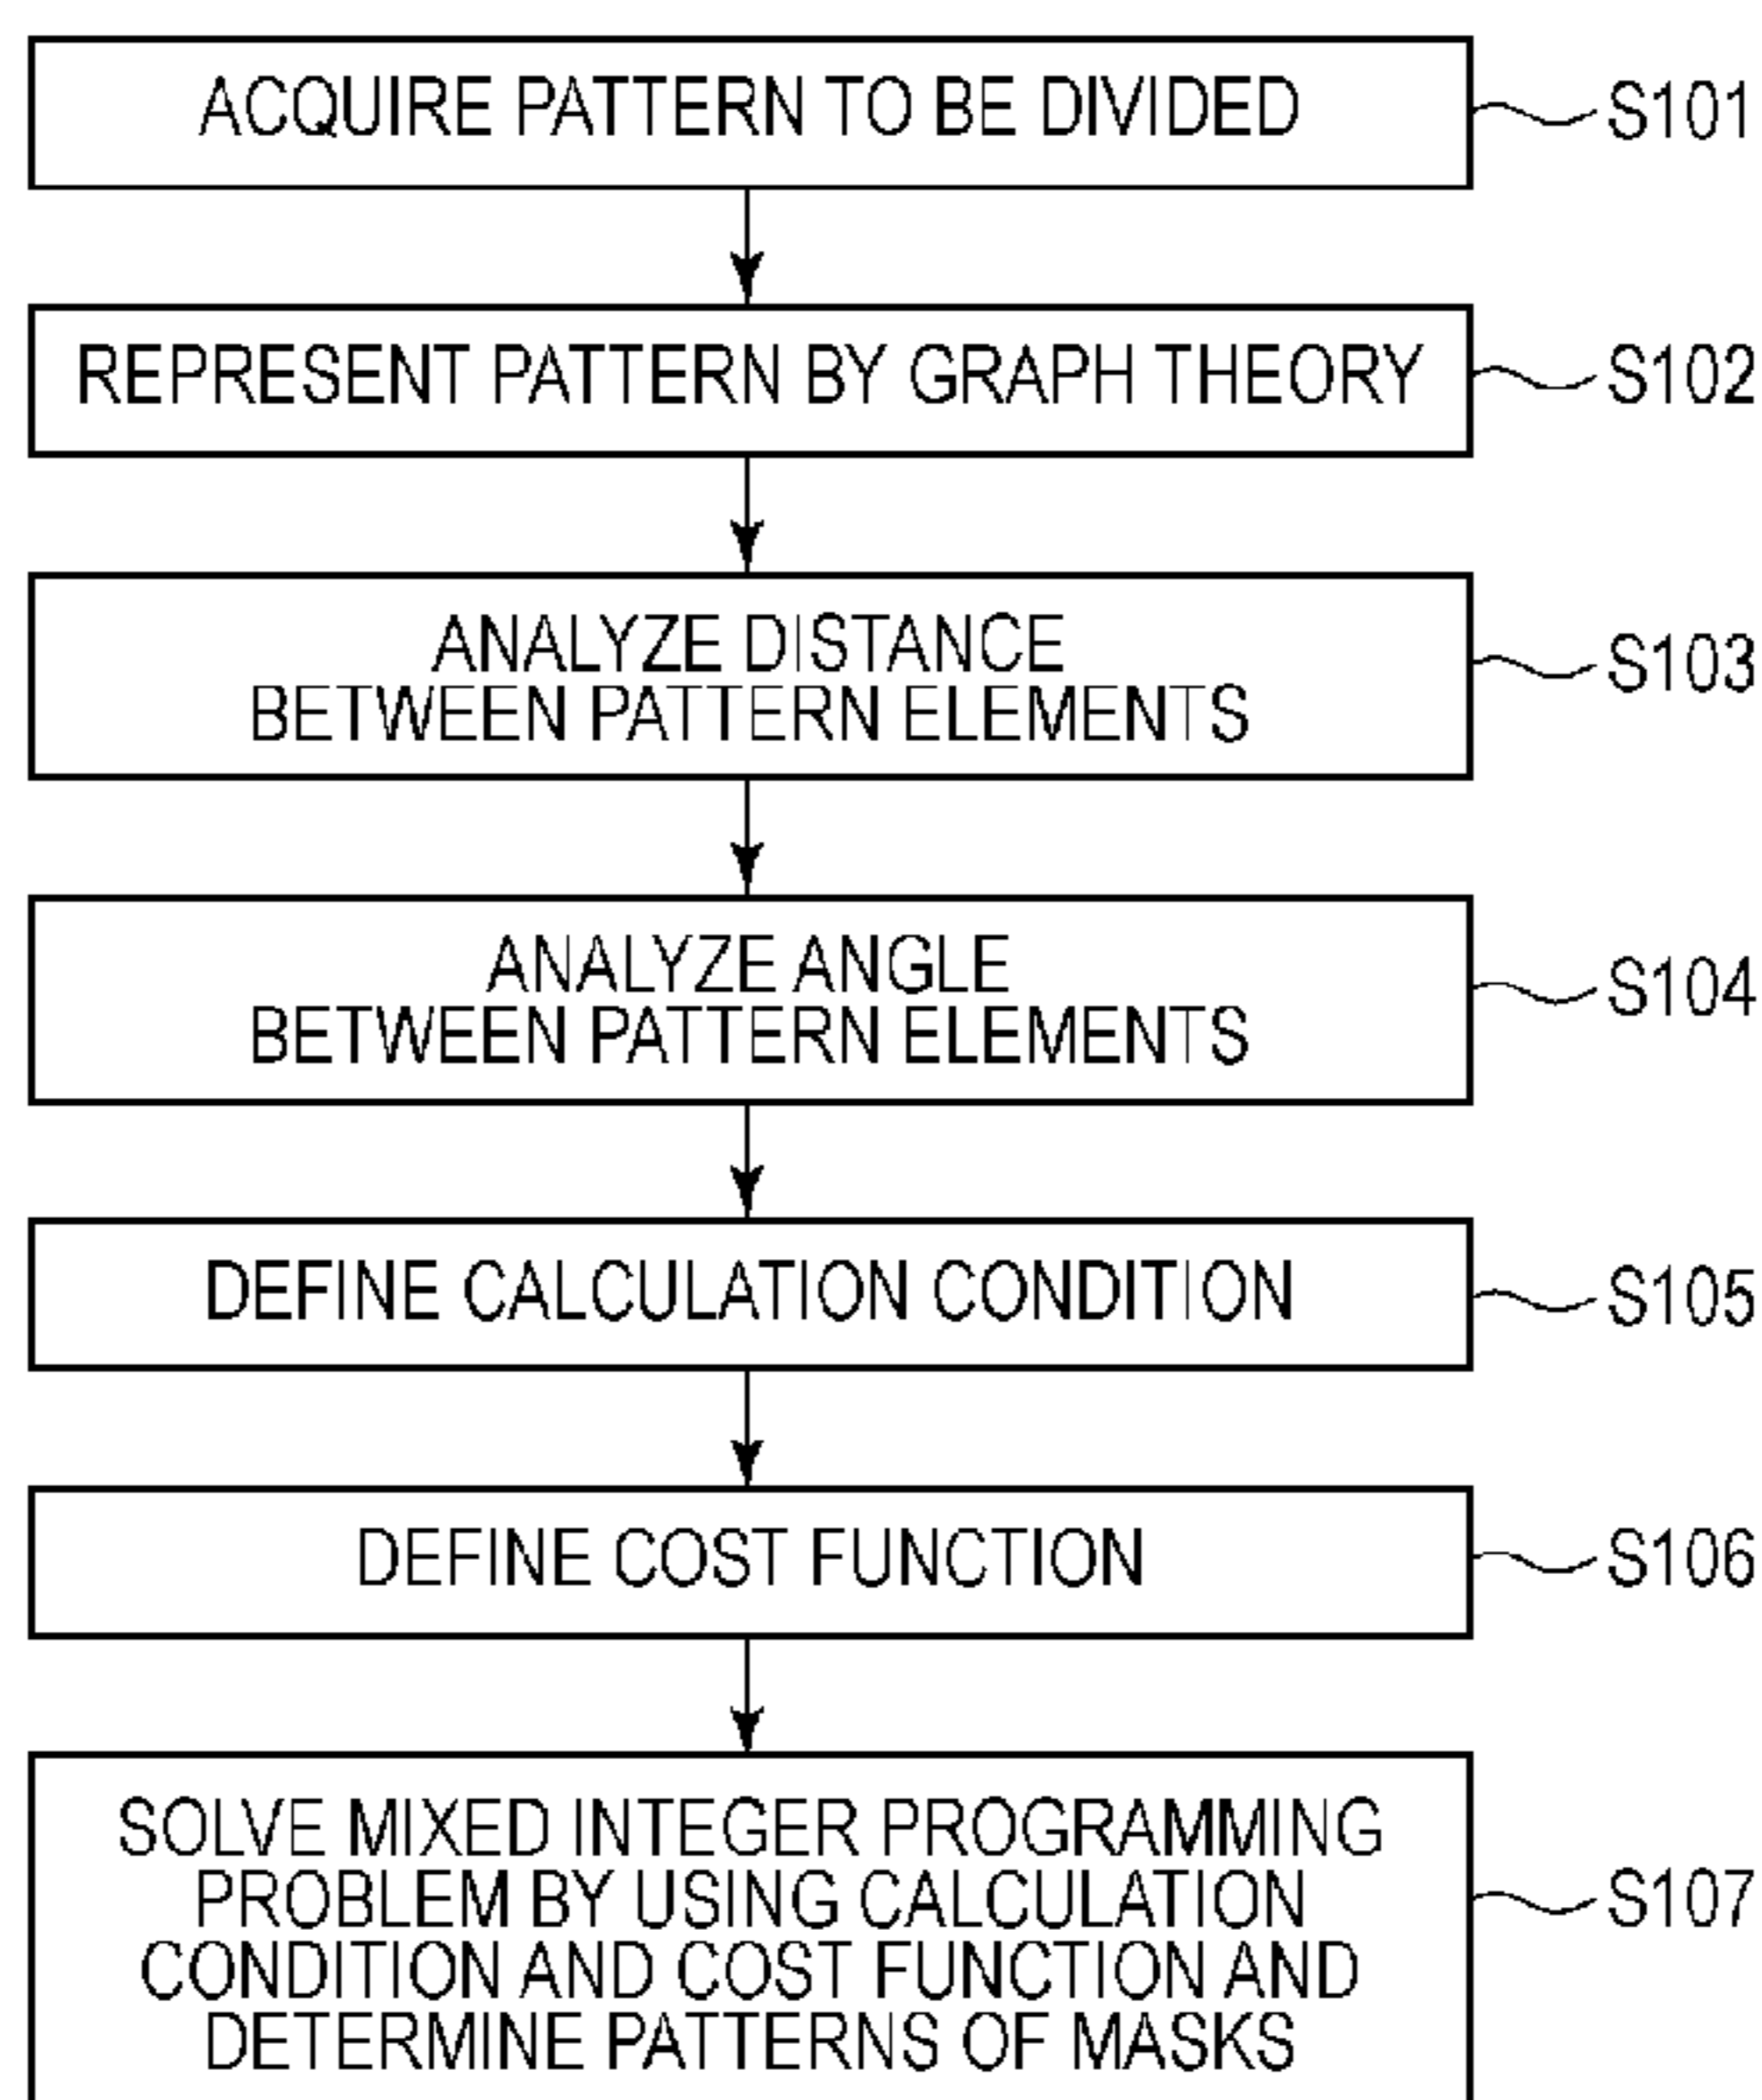 ACQUIRE PATTERN TO BE DIVIDED
S101
REPRESENT PATTERN BY GRAPH THEORY
S102
ANALYZE DISTANCE
BETWEEN PATTERN ELEMENTS
S103
ANALYZE ANGLE
BETWEEN PATTERN ELEMENTS
S104
DEFINE CALCULATION CONDITION
S105
DEFINE COST FUNCTION
S106
SOLVE MIXED INTEGER PROGRAMMING
PROBLEM BY USING CALCULATION
CONDITION AND COST FUNCTION AND
DETERMINE PATTERNS OF MASKS
S107